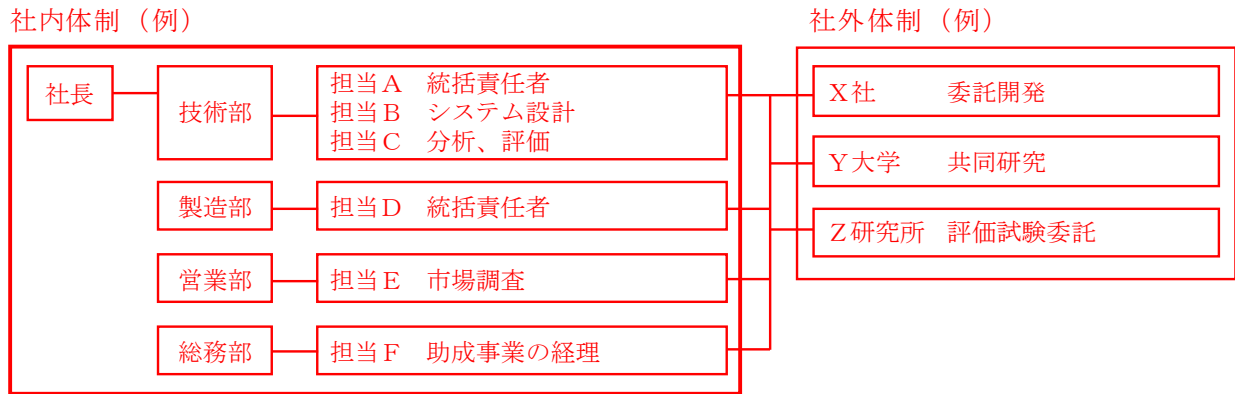 社内体制（例）
社長
技術部
担当Ａ　統括責任者
担当Ｂ　システム設計
担当Ｃ　分析、評価
製造部
担当Ｄ　統括責任者
営業部
担当Ｅ　市場調査
総務部
担当Ｆ　助成事業の経理
社外体制（例）
Ｘ社　　　委託開発
Ｙ大学　　共同研究
Ｚ研究所　評価試験委託